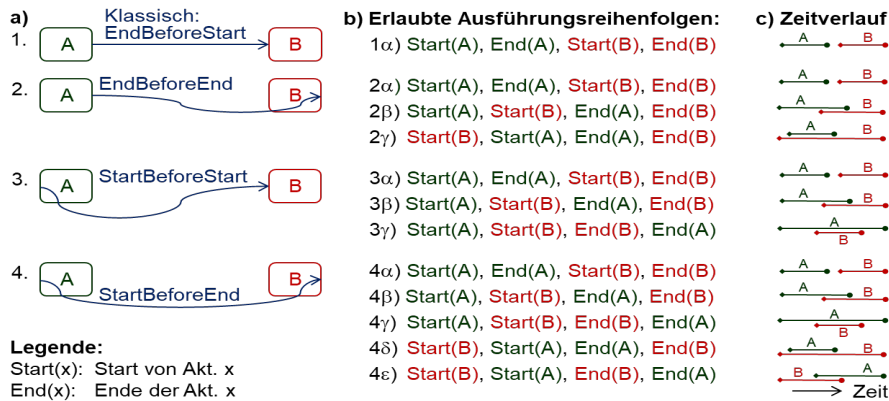 a)
Klassisch:
1. A EndBeforeStart B
2. A EndBeforeEnd B
3. A StartBeforeStart B
4. A StartBeforeEnd B
Legende:
Start(x): Start von Akt. x
End(x): Ende der Akt. x
b) Erlaubte Ausführungsreihenfolgen:
1α) Start(A), End(A), Start(B), End(B)
2α) Start(A), End(A), Start(B), End(B)
2β) Start(A), Start(B), End(A), End(B)
2γ) Start(B), Start(A), End(A), End(B)
3α) Start(A), End(A), Start(B), End(B)
3β) Start(A), Start(B), End(A), End(B)
3γ) Start(A), Start(B), End(B), End(A)
4α) Start(A), End(A), Start(B), End(B)
4β) Start(A), Start(B), End(A), End(B)
4γ) Start(A), Start(B), End(B), End(A)
4δ) Start(B), Start(A), End(A), End(B)
4ε) Start(B), Start(A), End(B), End(A)
c) Zeitverlauf
A B
A B
A B
A B
A B
A B
A
B
A B
A B
A
B
A B
B A
Zeit